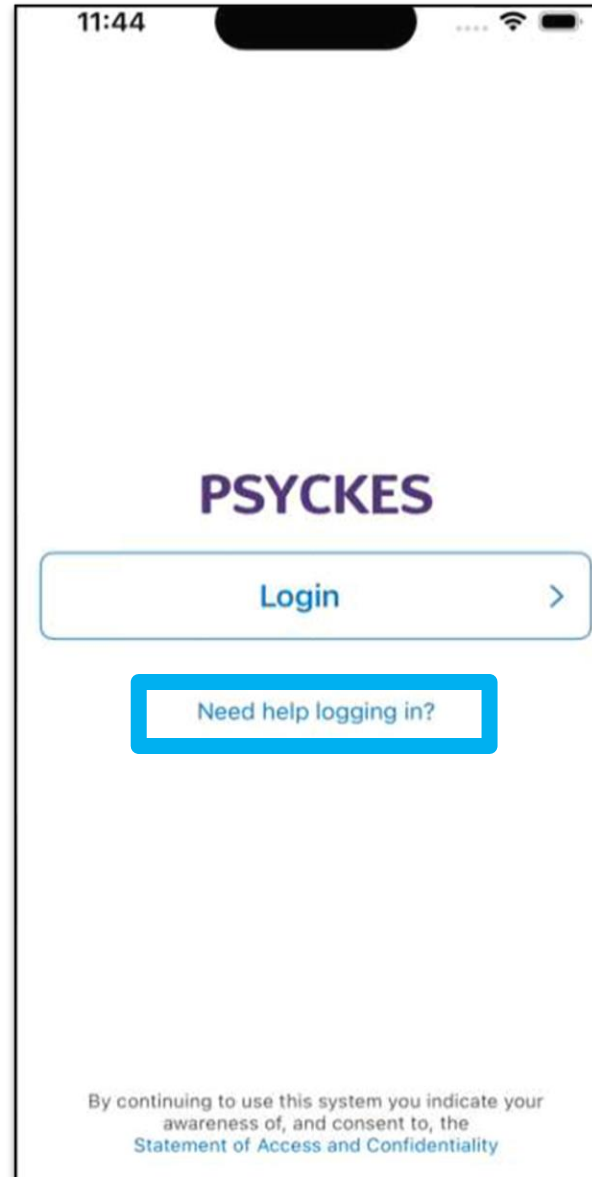 11:44
PSYCKES
Login
Need help logging in?
By continuing to use this system you indicate your
awareness of, and consent to, the
Statement of Access and Confidentiality